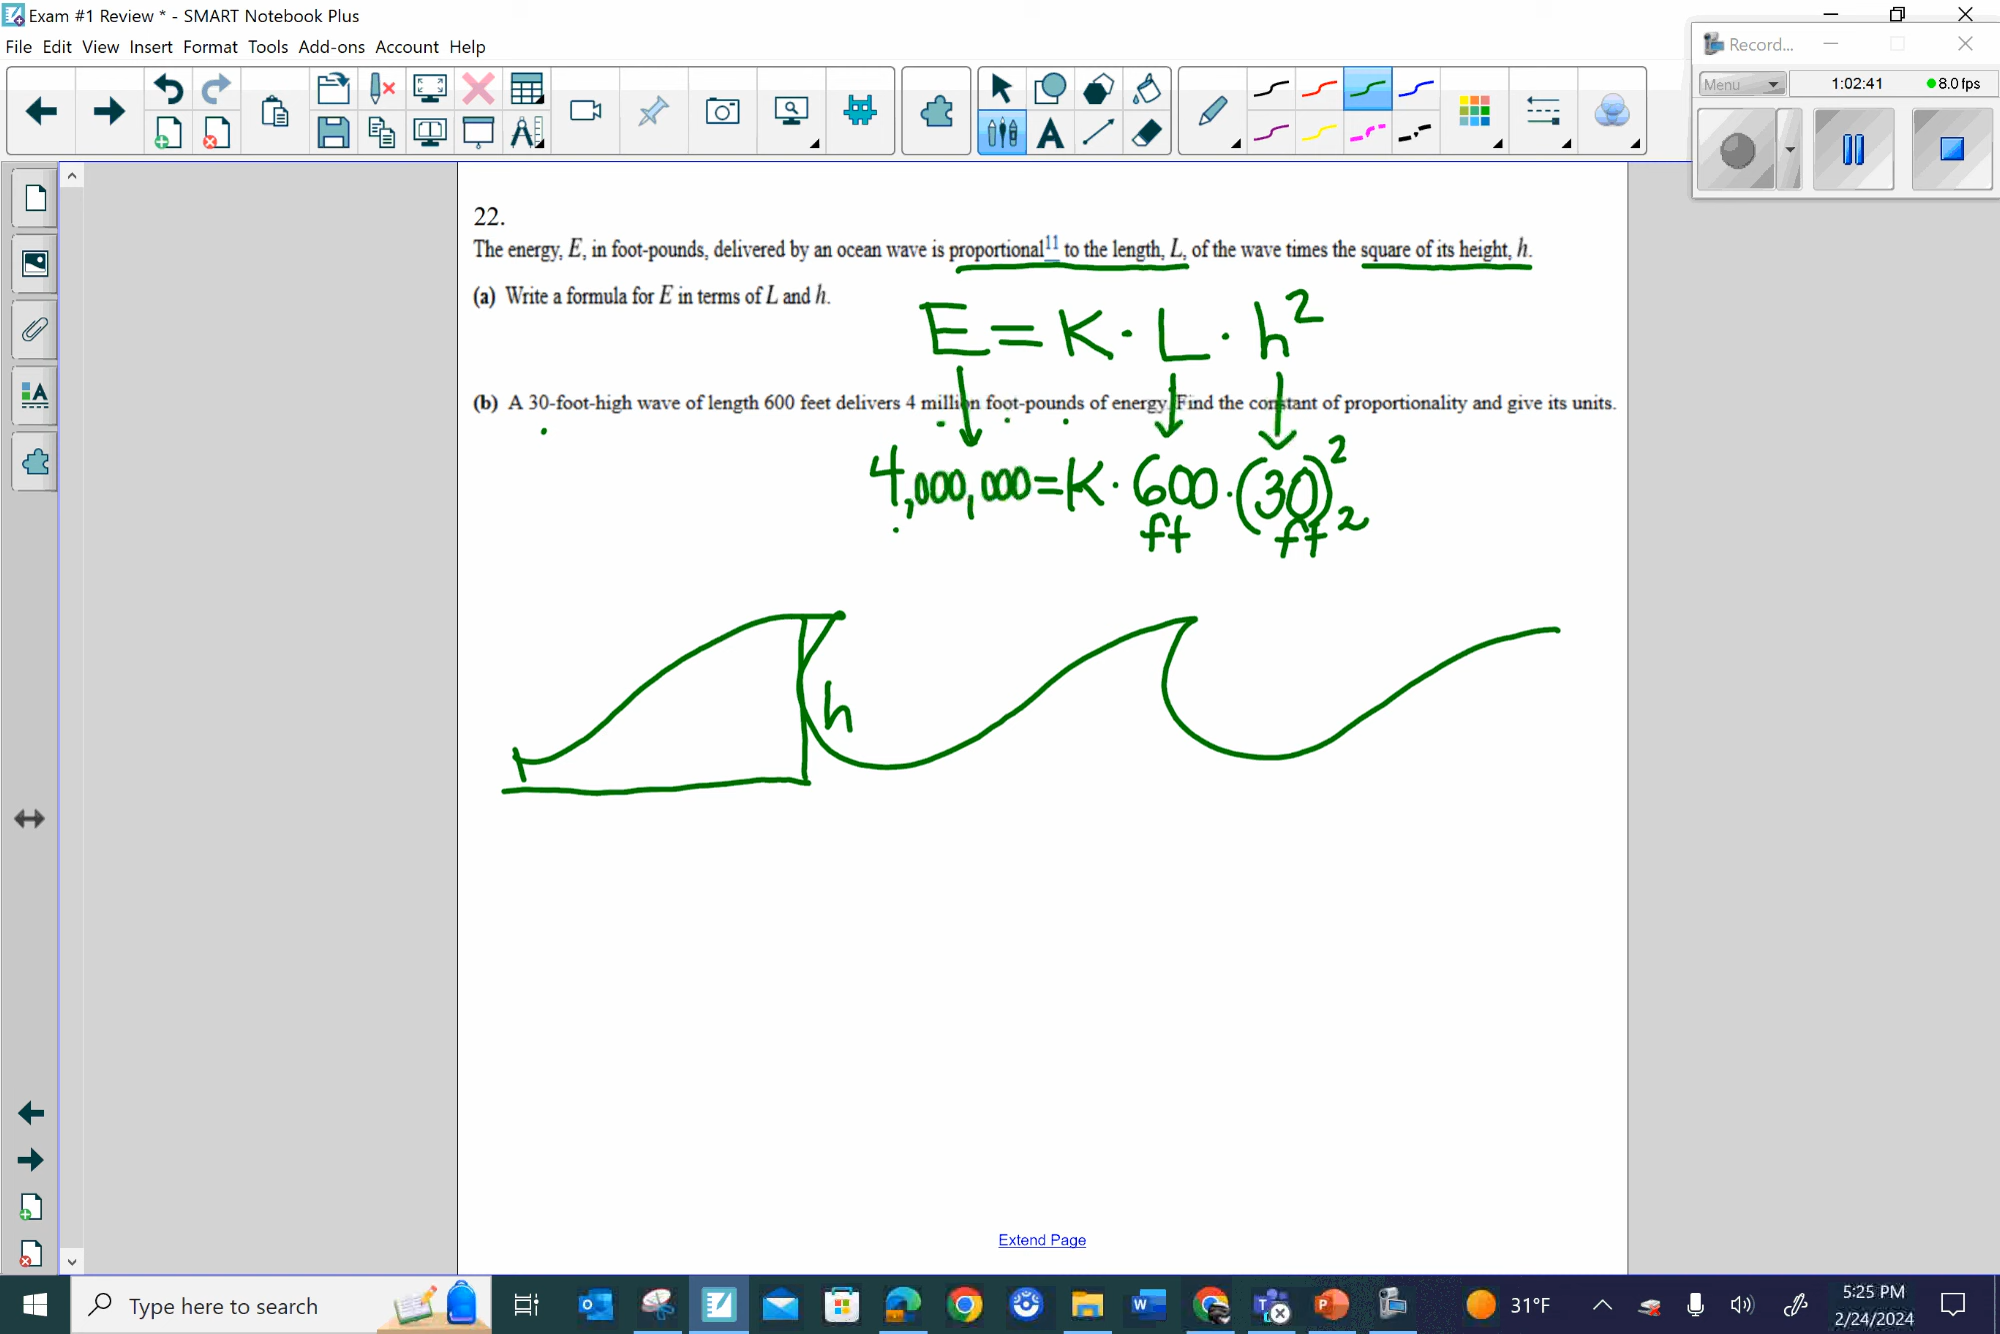 Exam #1 Review * - SMART Notebook Plus
File Edit View Insert Format Tools Add-ons Account Help
Record...
Menu
1:02:41
8.0 fps
22.
The energy, E, in foot-pounds, delivered by an ocean wave is proportional11 to the length, L, of the wave times the square of its height, h.
(a) Write a formula for E in terms of L and h.
E = K · L · h²
(b) A 30-foot-high wave of length 600 feet delivers 4 million foot-pounds of energy. Find the constant of proportionality and give its units.
4,000,000 = K · 600 · (30)²
ft ft²
h
Extend Page
Type here to search
31°F
5:25 PM
2/24/2024